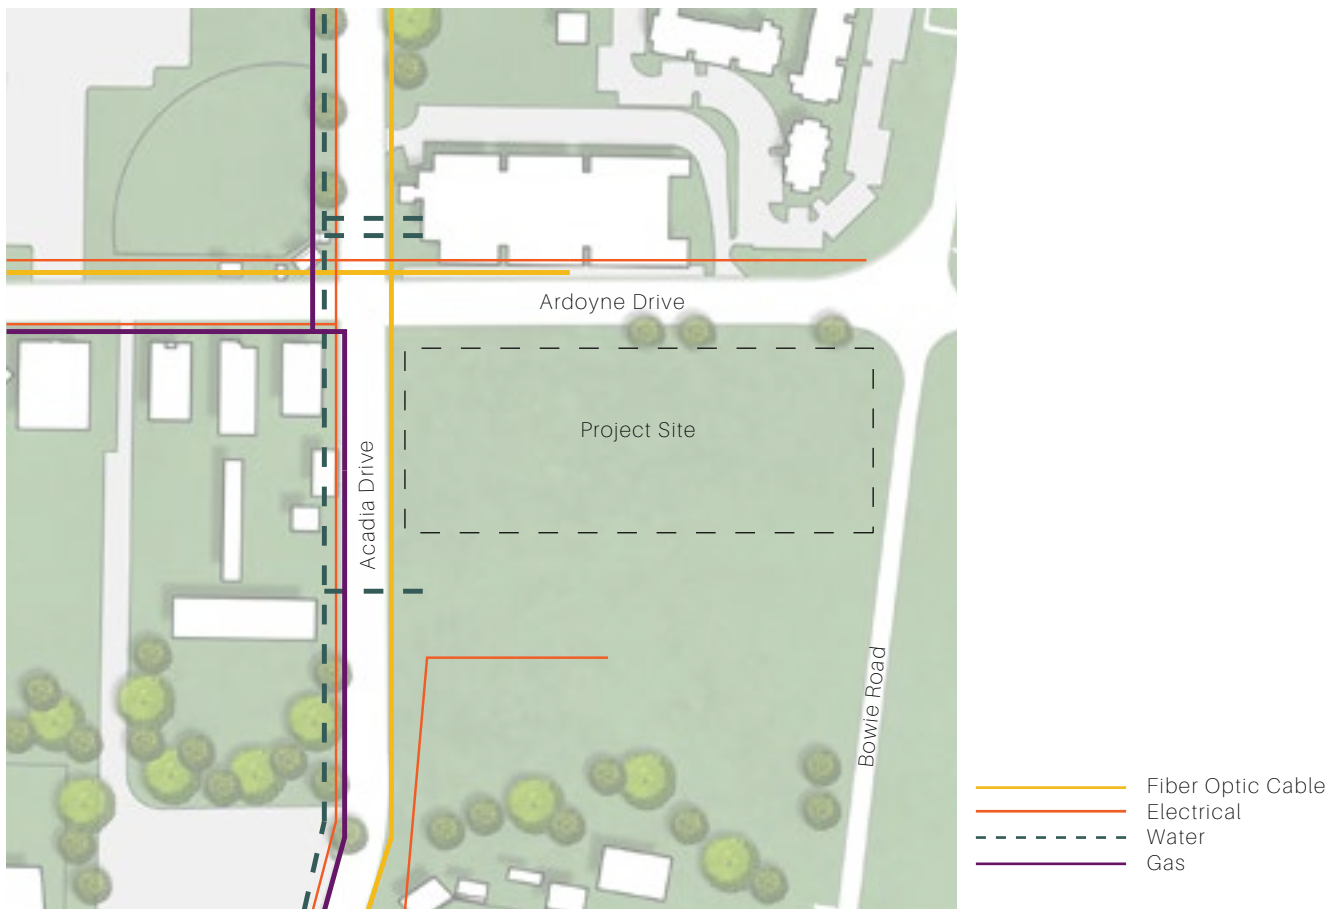 Ardoyne Drive
Project Site
Acadia Drive
Bowie Road
Fiber Optic Cable
Electrical
Water
Gas